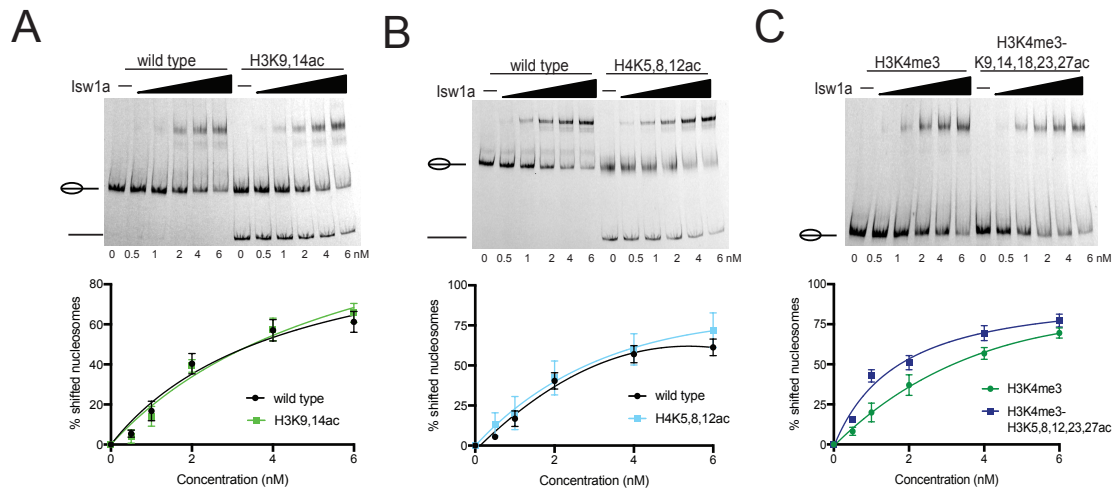 A
wild type H3K9,14ac
Isw1a — —
0 0.5 1 2 4 6 0 0.5 1 2 4 6 nM
80
60
40
20
0
% shifted nucleosomes
wild type
H3K9,14ac
0 2 4 6
Concentration (nM)
B
wild type H4K5,8,12ac
Isw1a — —
0 0.5 1 2 4 6 0 0.5 1 2 4 6 nM
100
75
50
25
0
% shifted nucleosomes
wild type
H4K5,8,12ac
0 2 4 6
Concentration (nM)
C
H3K4me3 H3K4me3-
K9,14,18,23,27ac
Isw1a — —
0 0.5 1 2 4 6 0 0.5 1 2 4 6 nM
100
75
50
25
0
% shifted nucleosomes
H3K4me3
H3K4me3-
H3K5,8,12,23,27ac
0 2 4 6
Concentration (nM)